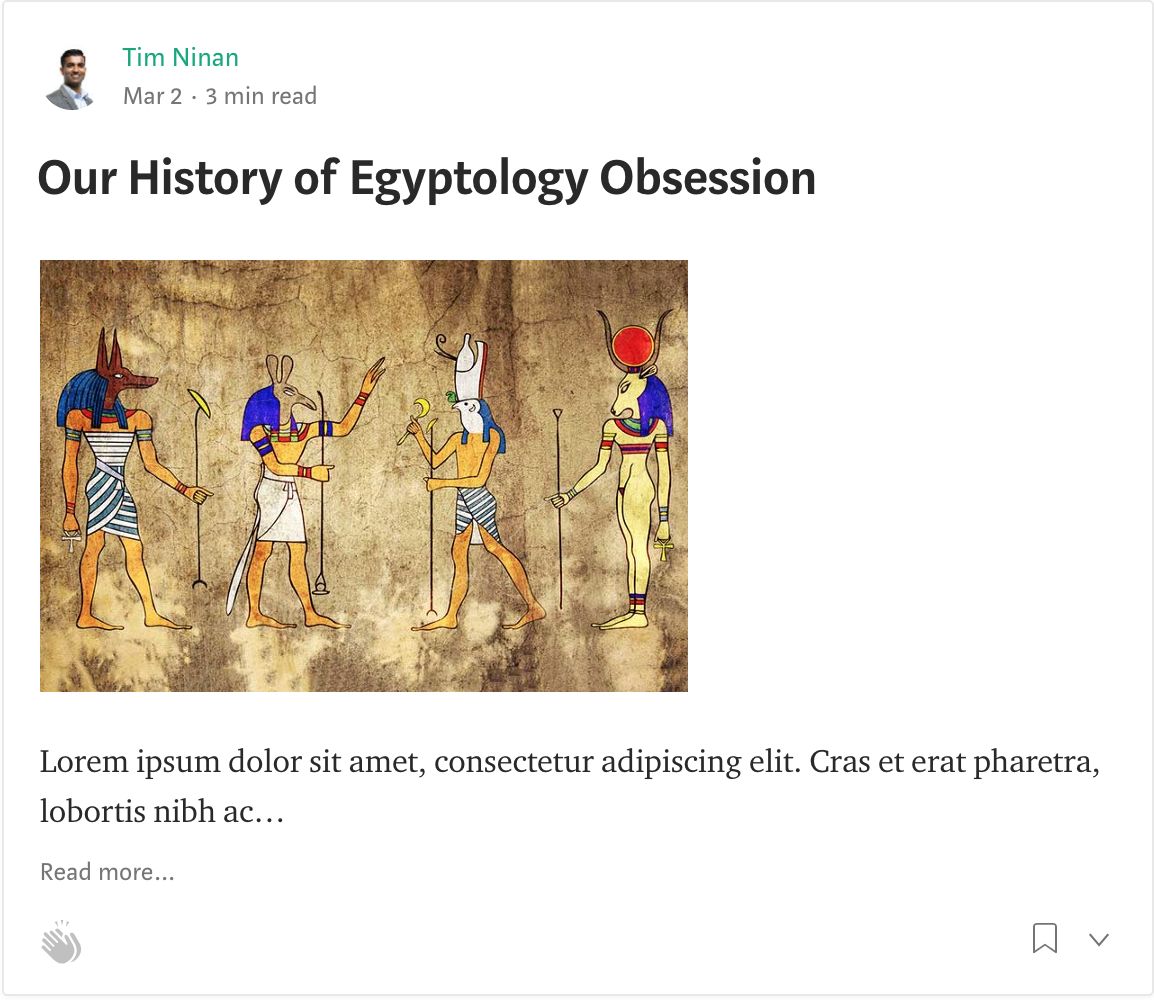 Tim Ninan
Mar 2 · 3 min read
Our History of Egyptology Obsession
Lorem ipsum dolor sit amet, consectetur adipiscing elit. Cras et erat pharetra,
lobortis nibh ac…
Read more…